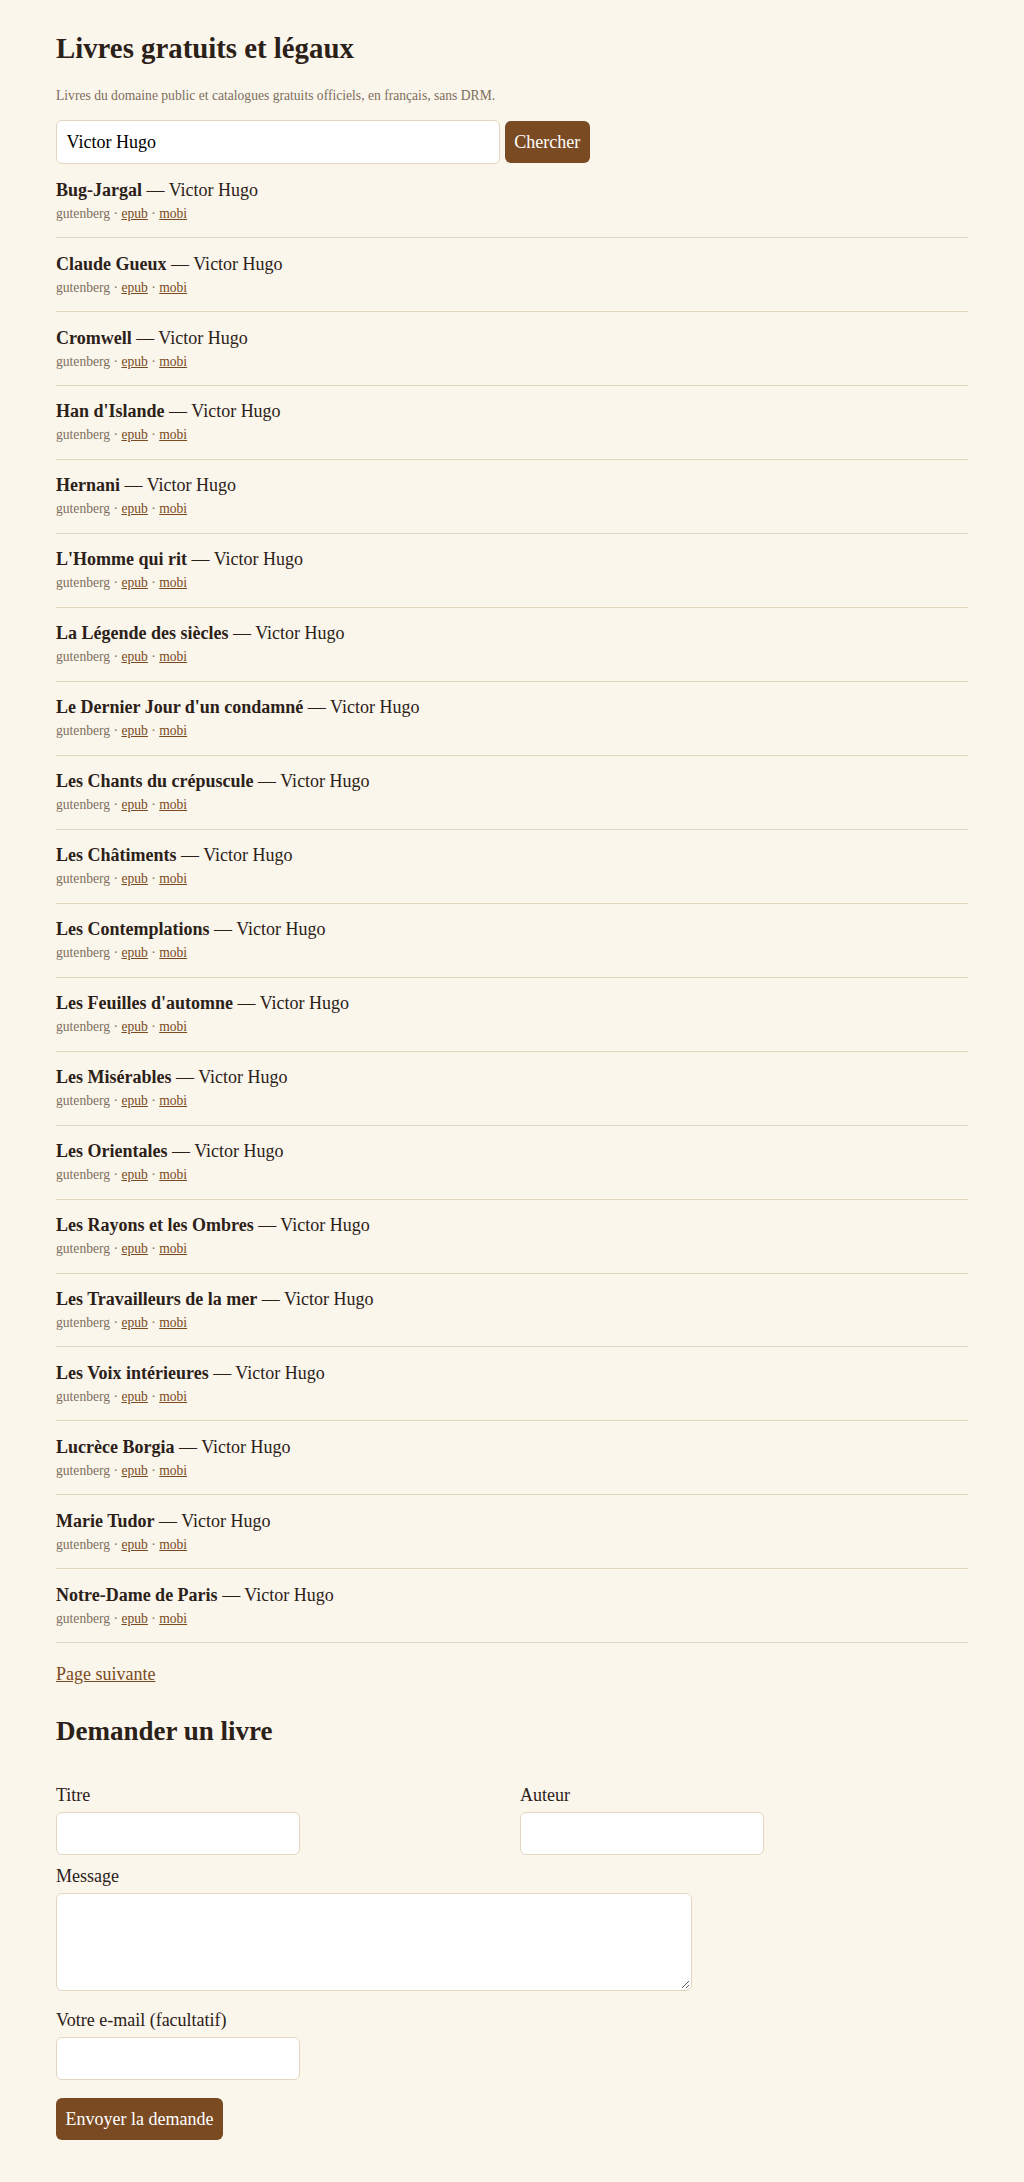 Livres gratuits et légaux
Livres du domaine public et catalogues gratuits officiels, en français, sans DRM.
Victor Hugo Chercher
Bug-Jargal — Victor Hugo
gutenberg · epub · mobi
Claude Gueux — Victor Hugo
gutenberg · epub · mobi
Cromwell — Victor Hugo
gutenberg · epub · mobi
Han d'Islande — Victor Hugo
gutenberg · epub · mobi
Hernani — Victor Hugo
gutenberg · epub · mobi
L'Homme qui rit — Victor Hugo
gutenberg · epub · mobi
La Légende des siècles — Victor Hugo
gutenberg · epub · mobi
Le Dernier Jour d'un condamné — Victor Hugo
gutenberg · epub · mobi
Les Chants du crépuscule — Victor Hugo
gutenberg · epub · mobi
Les Châtiments — Victor Hugo
gutenberg · epub · mobi
Les Contemplations — Victor Hugo
gutenberg · epub · mobi
Les Feuilles d'automne — Victor Hugo
gutenberg · epub · mobi
Les Misérables — Victor Hugo
gutenberg · epub · mobi
Les Orientales — Victor Hugo
gutenberg · epub · mobi
Les Rayons et les Ombres — Victor Hugo
gutenberg · epub · mobi
Les Travailleurs de la mer — Victor Hugo
gutenberg · epub · mobi
Les Voix intérieures — Victor Hugo
gutenberg · epub · mobi
Lucrèce Borgia — Victor Hugo
gutenberg · epub · mobi
Marie Tudor — Victor Hugo
gutenberg · epub · mobi
Notre-Dame de Paris — Victor Hugo
gutenberg · epub · mobi
Page suivante
Demander un livre
Titre Auteur
Message
Votre e-mail (facultatif)
Envoyer la demande